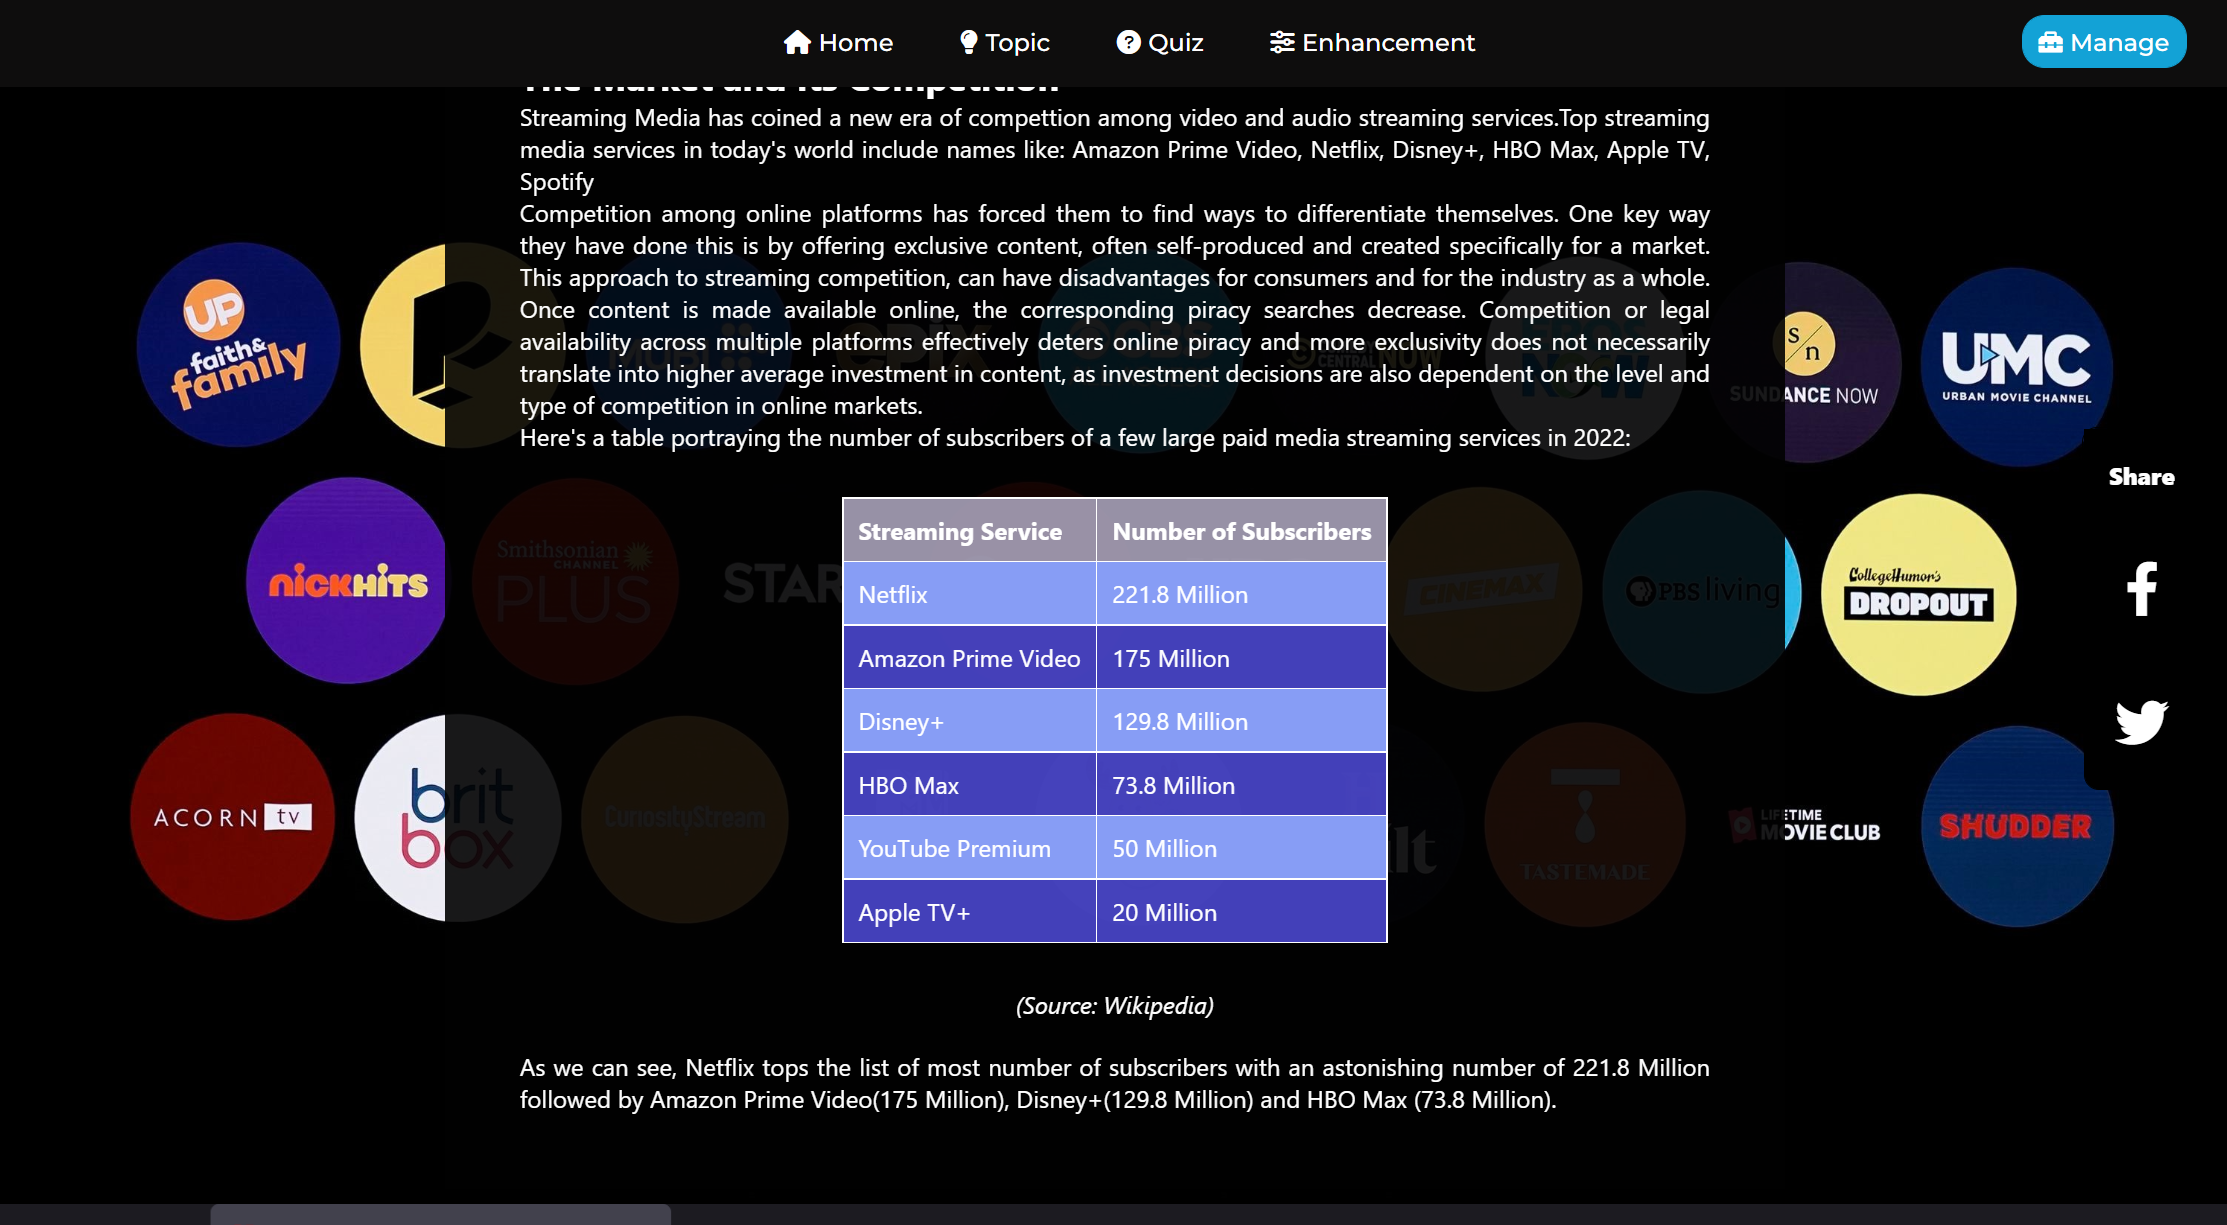 Home Topic Quiz Enhancement Manage
The Market and its Competition
Streaming Media has coined a new era of compettion among video and audio streaming services.Top streaming
media services in today's world include names like: Amazon Prime Video, Netflix, Disney+, HBO Max, Apple TV,
Spotify
Competition among online platforms has forced them to find ways to differentiate themselves. One key way
they have done this is by offering exclusive content, often self-produced and created specifically for a market.
This approach to streaming competition, can have disadvantages for consumers and for the industry as a whole.
Once content is made available online, the corresponding piracy searches decrease. Competition or legal
availability across multiple platforms effectively deters online piracy and more exclusivity does not necessarily
translate into higher average investment in content, as investment decisions are also dependent on the level and
type of competition in online markets.
Here's a table portraying the number of subscribers of a few large paid media streaming services in 2022:
Streaming Service Number of Subscribers
Netflix 221.8 Million
Amazon Prime Video 175 Million
Disney+ 129.8 Million
HBO Max 73.8 Million
YouTube Premium 50 Million
Apple TV+ 20 Million
(Source: Wikipedia)
As we can see, Netflix tops the list of most number of subscribers with an astonishing number of 221.8 Million
followed by Amazon Prime Video(175 Million), Disney+(129.8 Million) and HBO Max (73.8 Million).
UP
faith&
family
MUBI
EPIX
CENTRAL NOW
NOW
S/n
SUNDANCE NOW
UMC
URBAN MOVIE CHANNEL
Share
nickHiTS
Smithsonian
CHANNEL
PLUS
STAR
CINEMAX
PBS living
CollegeHumor's
DROPOUT
ACORN tv
brit
box
CuriosityStream
lt
TASTEMADE
LIFETIME
MOVIE CLUB
SHUDDER